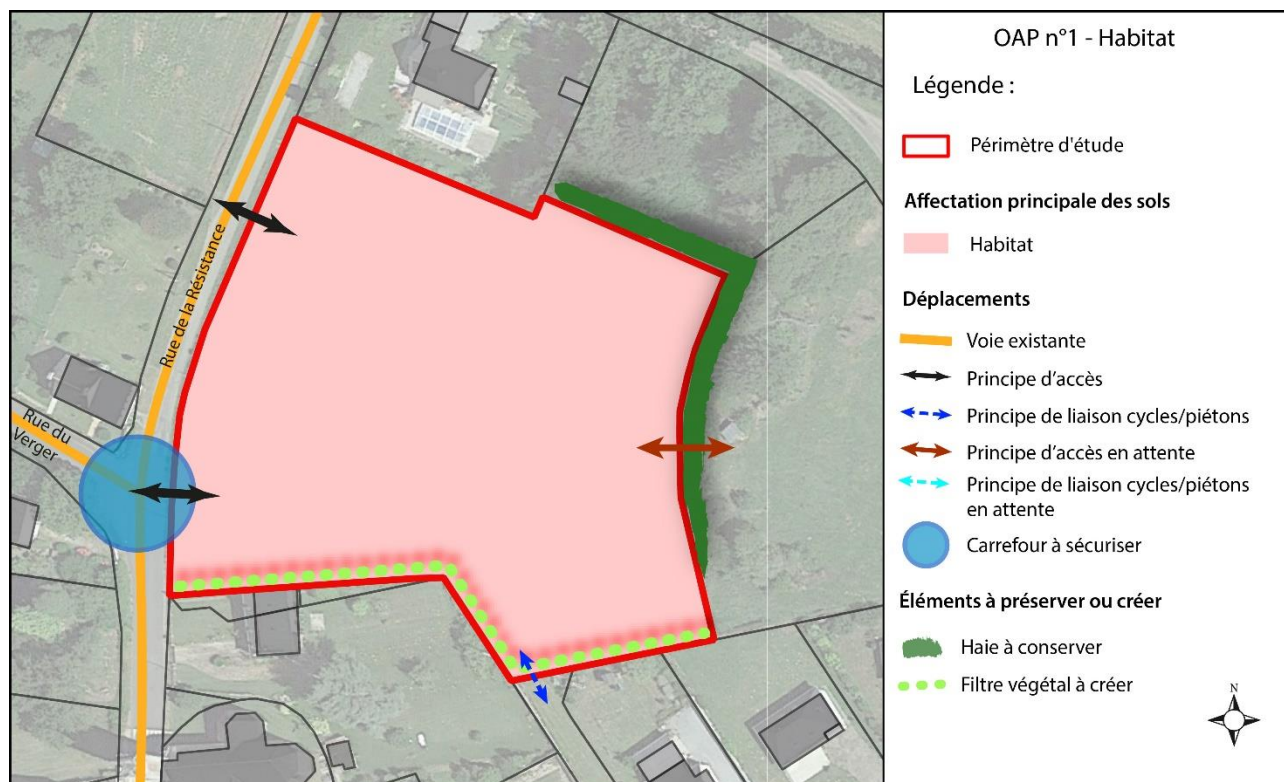 Rue de la Résistance
Rue du
Verger
OAP n°1 - Habitat
Légende :
Périmètre d'étude
Affectation principale des sols
Habitat
Déplacements
Voie existante
Principe d’accès
Principe de liaison cycles/piétons
Principe d’accès en attente
Principe de liaison cycles/piétons
en attente
Carrefour à sécuriser
Éléments à préserver ou créer
Haie à conserver
Filtre végétal à créer
N